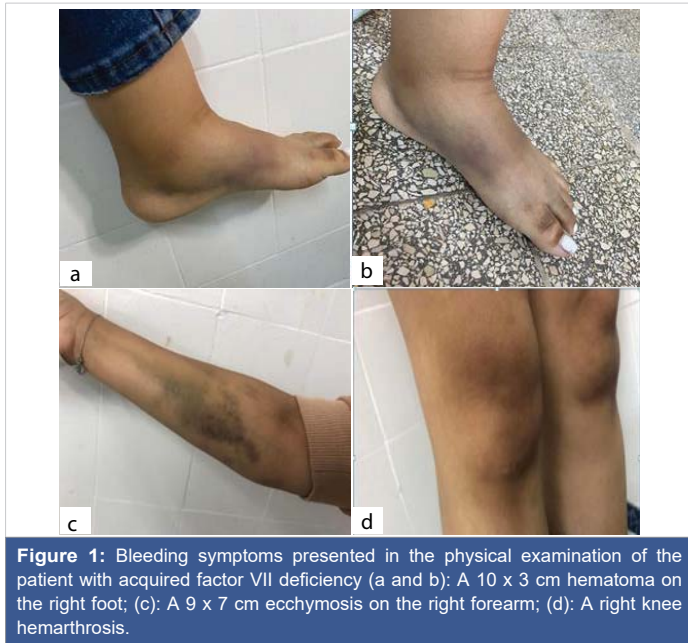 a
b
c
d
Figure 1: Bleeding symptoms presented in the physical examination of the
patient with acquired factor VII deficiency (a and b): A 10 x 3 cm hematoma on
the right foot; (c): A 9 x 7 cm ecchymosis on the right forearm; (d): A right knee
hemarthrosis.